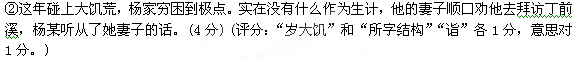 ②这年碰上大饥荒，杨家穷困到极点。实在没有什么作为生计，他的妻子顺口劝他去拜访丁前
溪，杨某听从了她妻子的话。（4 分）（评分：“岁大饥”和“所字结构”“诣” 各 1 分，意思对
1 分。）